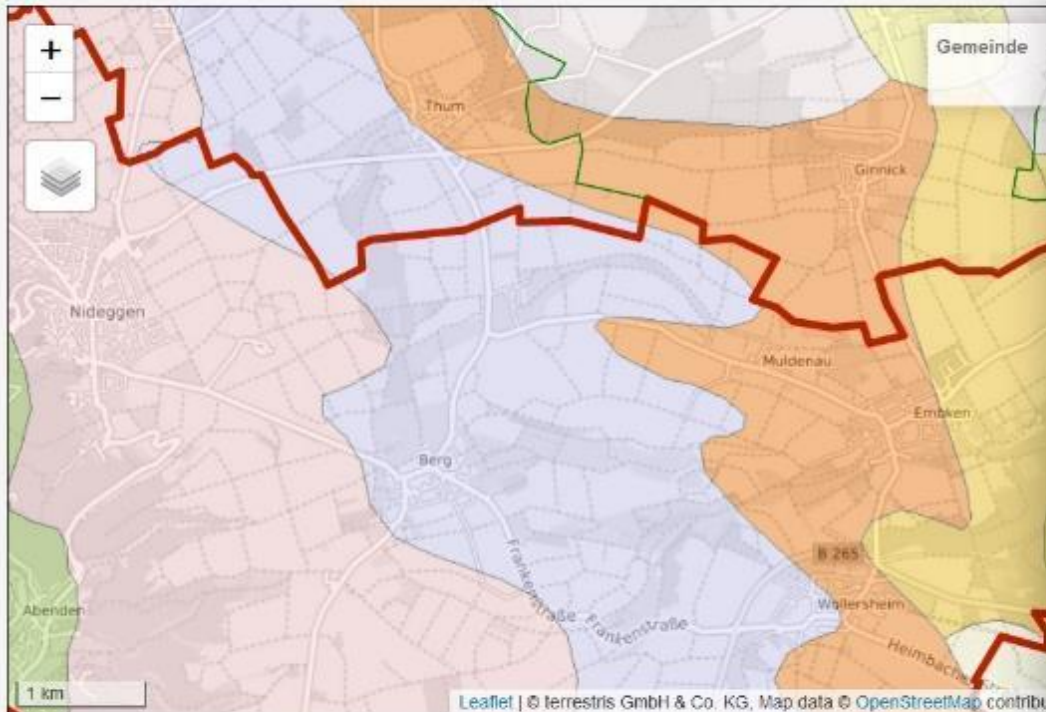 +
Gemeinde
−
Thum
Ginnick
Nideggen
Muldenau
Embken
Berg
B 265
Frankenstraße
Frankenstraße
Wollersheim
Abenden
Heimbacher
1 km
Leaflet | © terrestris GmbH & Co. KG, Map data © OpenStreetMap contribu